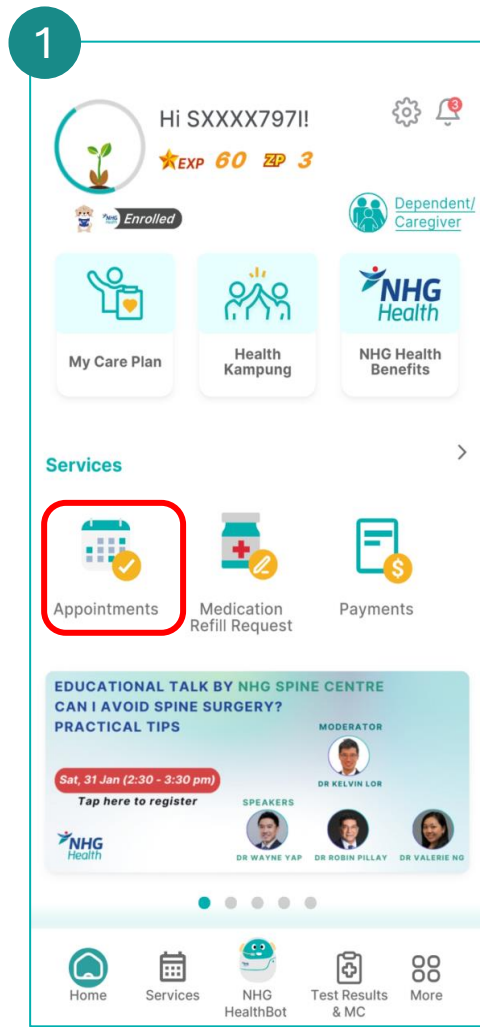 1
Hi SXXXX797I!
3
EXP 60 ZP 3
NHG Enrolled
Dependent/
Caregiver
NHG
Health
My Care Plan
Health
Kampung
NHG Health
Benefits
Services
Appointments
Medication
Refill Request
Payments
EDUCATIONAL TALK BY NHG SPINE CENTRE
CAN I AVOID SPINE SURGERY?
PRACTICAL TIPS
MODERATOR
DR KELVIN LOR
Sat, 31 Jan (2:30 - 3:30 pm)
Tap here to register
SPEAKERS
NHG
Health
DR WAYNE YAP
DR ROBIN PILLAY
DR VALERIE NG
Home
Services
NHG
HealthBot
Test Results
& MC
More